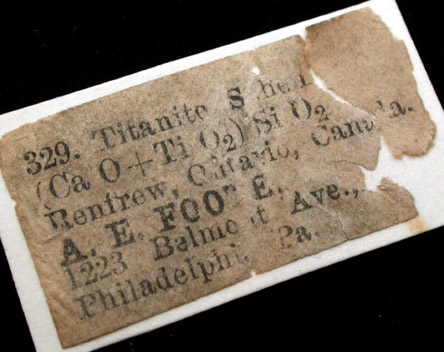 329. Titanite
(Ca O+Ti O₂) Si O₂
Renfrew, Ontario, Canada.
A. E. FOOTE,
1223 Belmont Ave.,
Philadelphia, Pa.